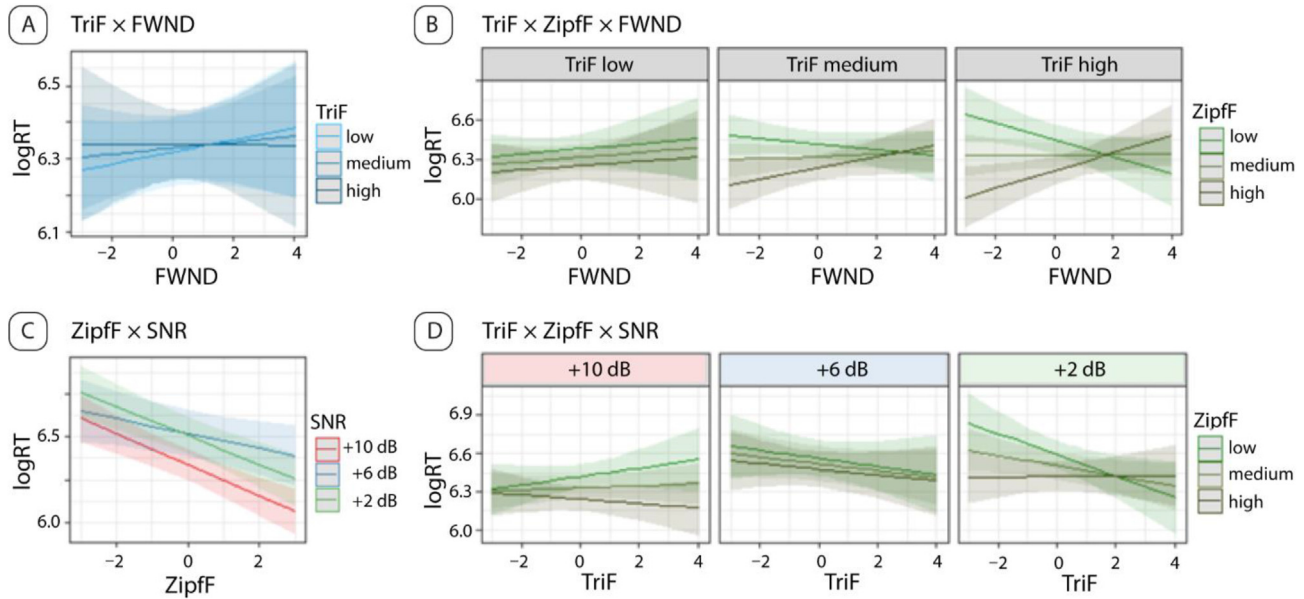 A TriF × FWND
6.5
6.3
6.1
logRT
−2 0 2 4
FWND
TriF
low
medium
high
B TriF × ZipfF × FWND
TriF low TriF medium TriF high
6.6
6.3
6.0
logRT
−2 0 2 4 −2 0 2 4 −2 0 2 4
FWND FWND FWND
ZipfF
low
medium
high
C ZipfF × SNR
6.5
6.0
logRT
−2 0 2
ZipfF
SNR
+10 dB
+6 dB
+2 dB
D TriF × ZipfF × SNR
+10 dB +6 dB +2 dB
6.9
6.6
6.3
6.0
logRT
−2 0 2 4 −2 0 2 4 −2 0 2 4
TriF TriF TriF
ZipfF
low
medium
high